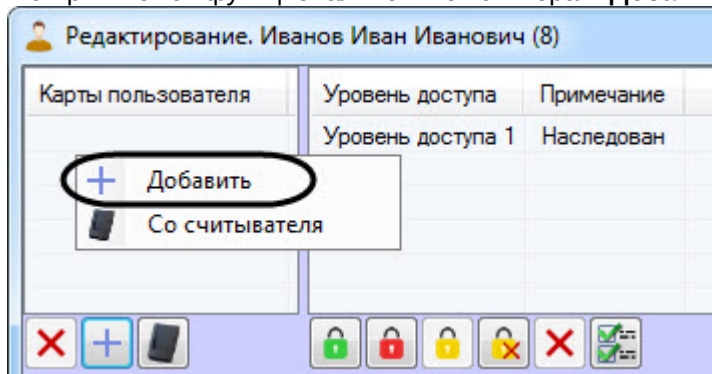 Редактирование. Иванов Иван Иванович (8)
Карты пользователя Уровень доступа Примечание
Уровень доступа 1 Наследован
Добавить
Со считывателя